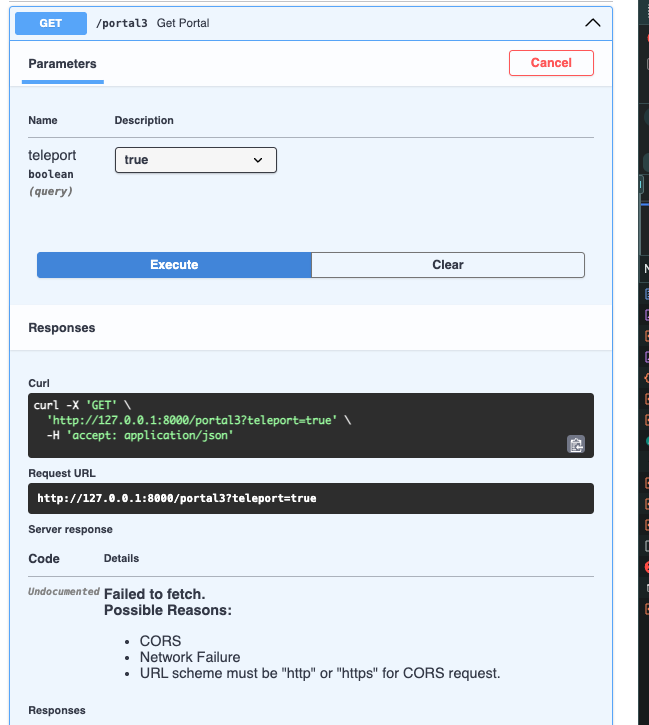 GET /portal3 Get Portal
Parameters
Cancel
Name Description
teleport true
boolean
(query)
Execute Clear
Responses
Curl
curl -X 'GET' \
'http://127.0.0.1:8000/portal3?teleport=true' \
-H 'accept: application/json'
Request URL
http://127.0.0.1:8000/portal3?teleport=true
Server response
Code Details
Undocumented Failed to fetch.
Possible Reasons:
• CORS
• Network Failure
• URL scheme must be "http" or "https" for CORS request.
Responses